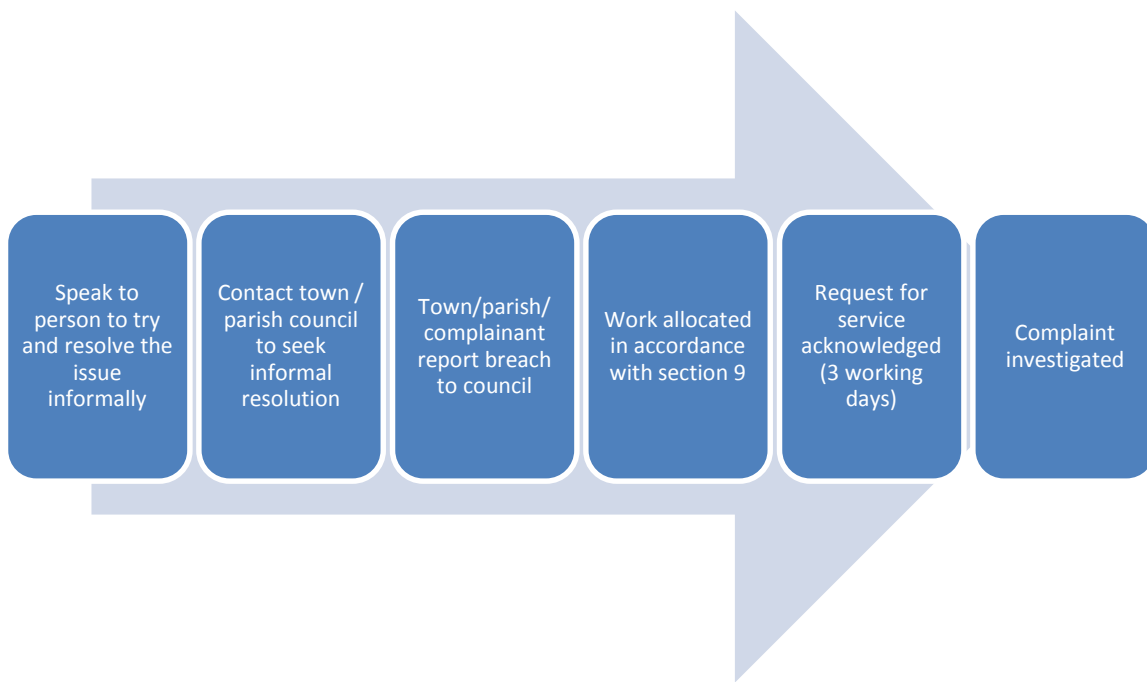 Speak to
person to try
and resolve the
issue
informally
Contact town /
parish council
to seek
informal
resolution
Town/parish/
complainant
report breach
to council
Work allocated
in accordance
with section 9
Request for
service
acknowledged
(3 working
days)
Complaint
investigated